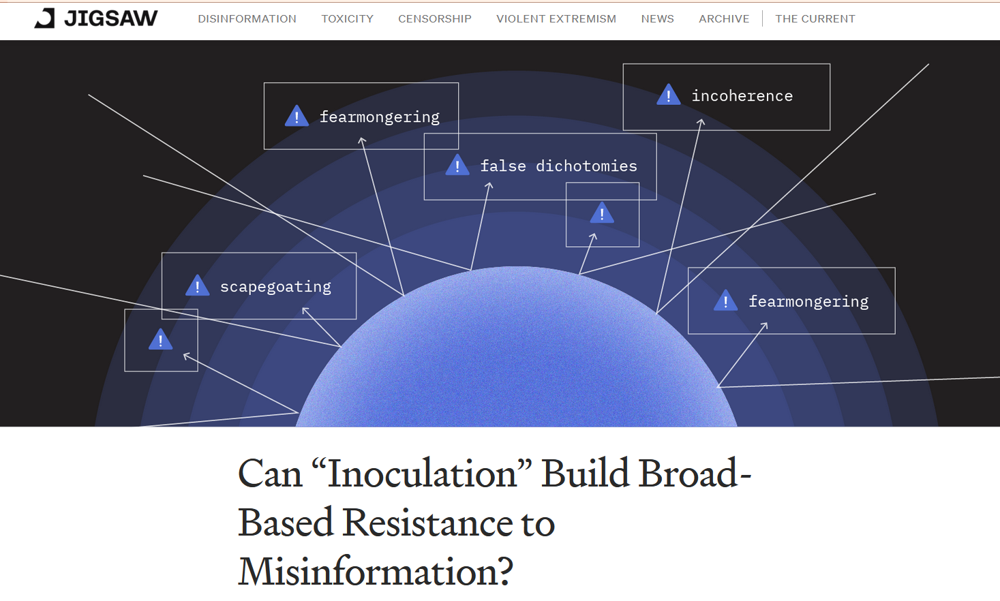 JIGSAW DISINFORMATION TOXICITY CENSORSHIP VIOLENT EXTREMISM NEWS ARCHIVE THE CURRENT
incoherence
fearmongering
false dichotomies
scapegoating
fearmongering
Can “Inoculation” Build Broad-
Based Resistance to
Misinformation?